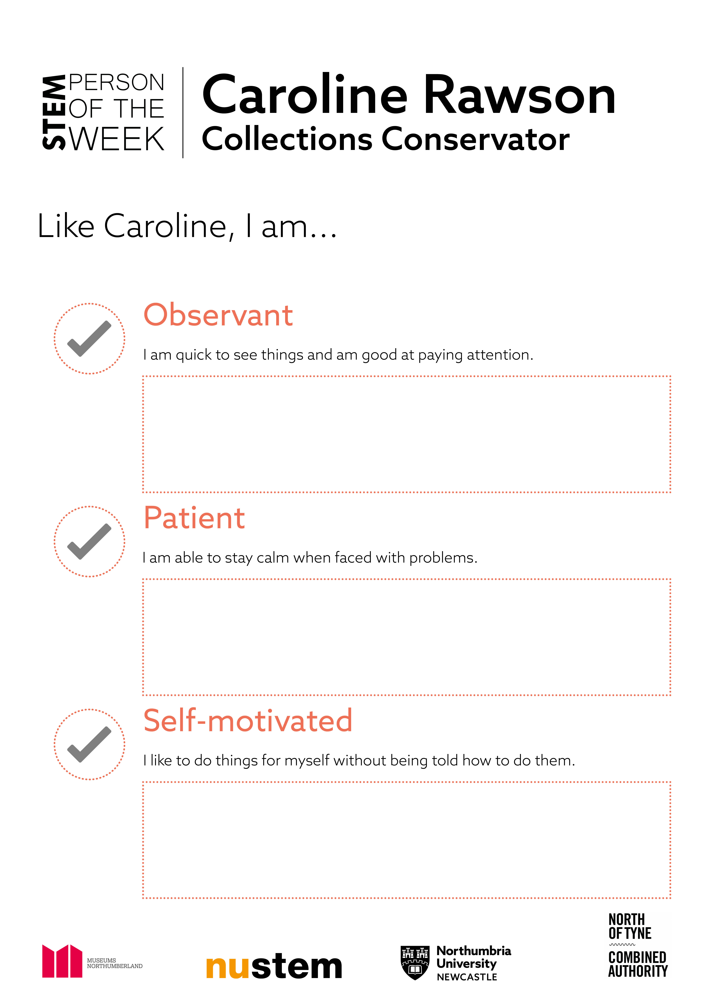 STEM
PERSON
OF THE
WEEK
Caroline Rawson
Collections Conservator
Like Caroline, I am...
Observant
I am quick to see things and am good at paying attention.
Patient
I am able to stay calm when faced with problems.
Self-motivated
I like to do things for myself without being told how to do them.
MUSEUMS
NORTHUMBERLAND
nustem
Northumbria
University
NEWCASTLE
NORTH
OF TYNE
COMBINED
AUTHORITY